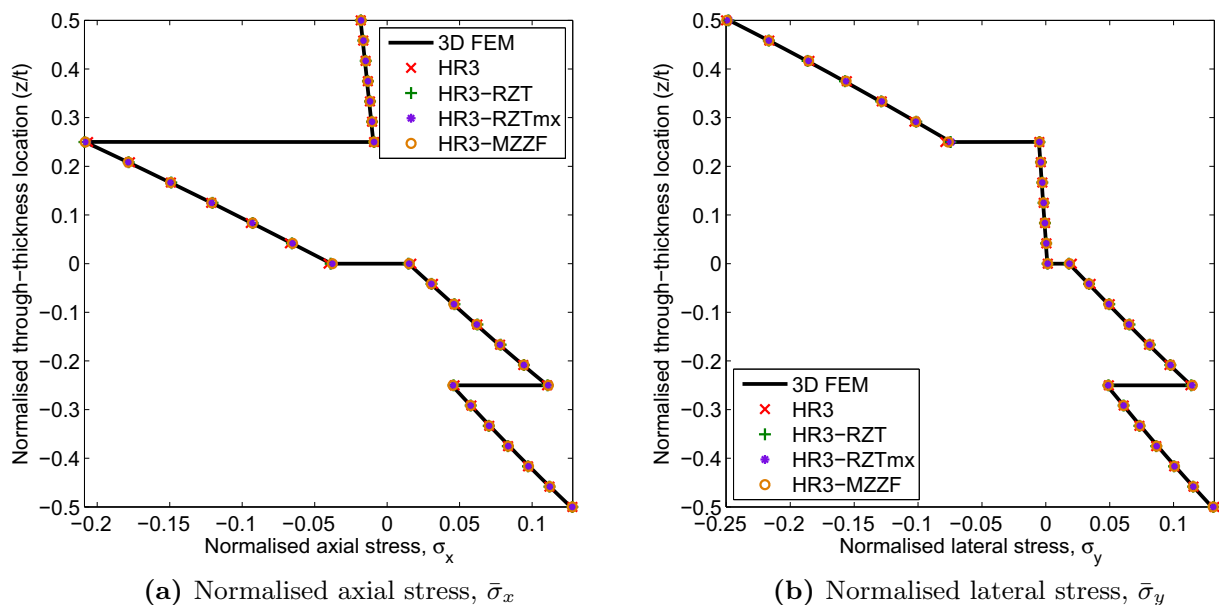 0.5
0.4
0.3
0.2
0.1
0
−0.1
−0.2
−0.3
−0.4
−0.5
Normalised through−thickness location (z/t)
−0.2 −0.15 −0.1 −0.05 0 0.05 0.1
Normalised axial stress, σx
3D FEM
HR3
HR3−RZT
HR3−RZTmx
HR3−MZZF
(a) Normalised axial stress, σ̄x
0.5
0.4
0.3
0.2
0.1
0
−0.1
−0.2
−0.3
−0.4
−0.5
Normalised through−thickness location (z/t)
−0.25 −0.2 −0.15 −0.1 −0.05 0 0.05 0.1
Normalised lateral stress, σy
3D FEM
HR3
HR3−RZT
HR3−RZTmx
HR3−MZZF
(b) Normalised lateral stress, σ̄y